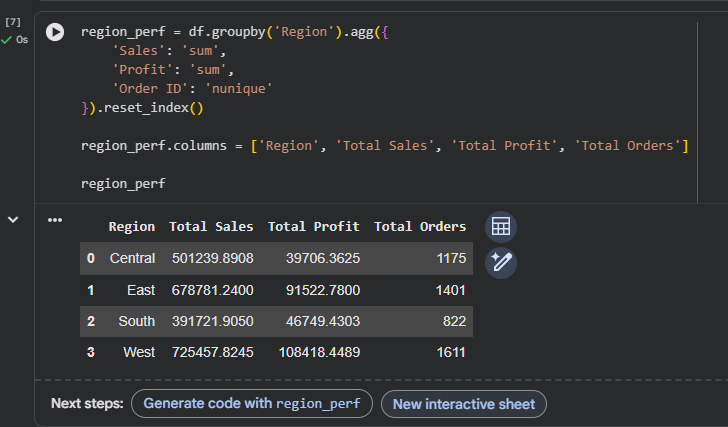 [7]
0s
region_perf = df.groupby('Region').agg({
    'Sales': 'sum',
    'Profit': 'sum',
    'Order ID': 'nunique'
}).reset_index()
region_perf.columns = ['Region', 'Total Sales', 'Total Profit', 'Total Orders']
region_perf
Region Total Sales Total Profit Total Orders
0 Central 501239.8908 39706.3625 1175
1 East 678781.2400 91522.7800 1401
2 South 391721.9050 46749.4303 822
3 West 725457.8245 108418.4489 1611
Next steps: Generate code with region_perf New interactive sheet